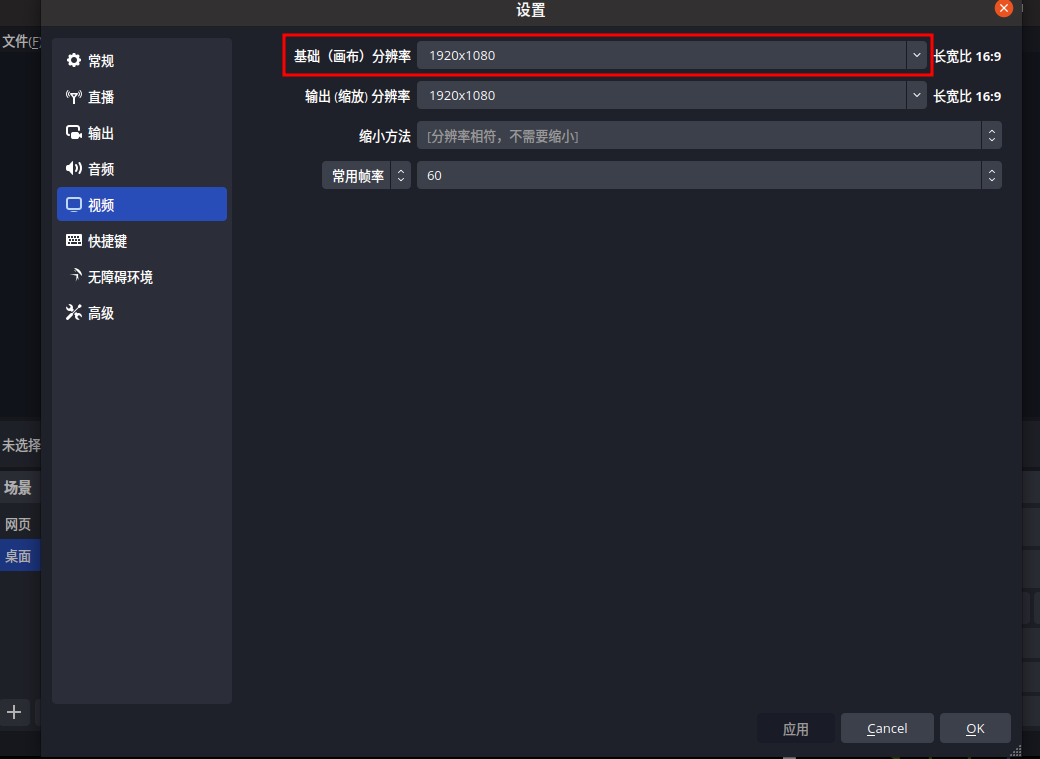 设置
文件(F)
常规
直播
输出
音频
视频
快捷键
无障碍环境
高级
基础（画布）分辨率 1920x1080 长宽比 16:9
输出 (缩放) 分辨率 1920x1080 长宽比 16:9
缩小方法 [分辨率相符，不需要缩小]
常用帧率 60
未选择
场景
网页
桌面
应用 Cancel OK